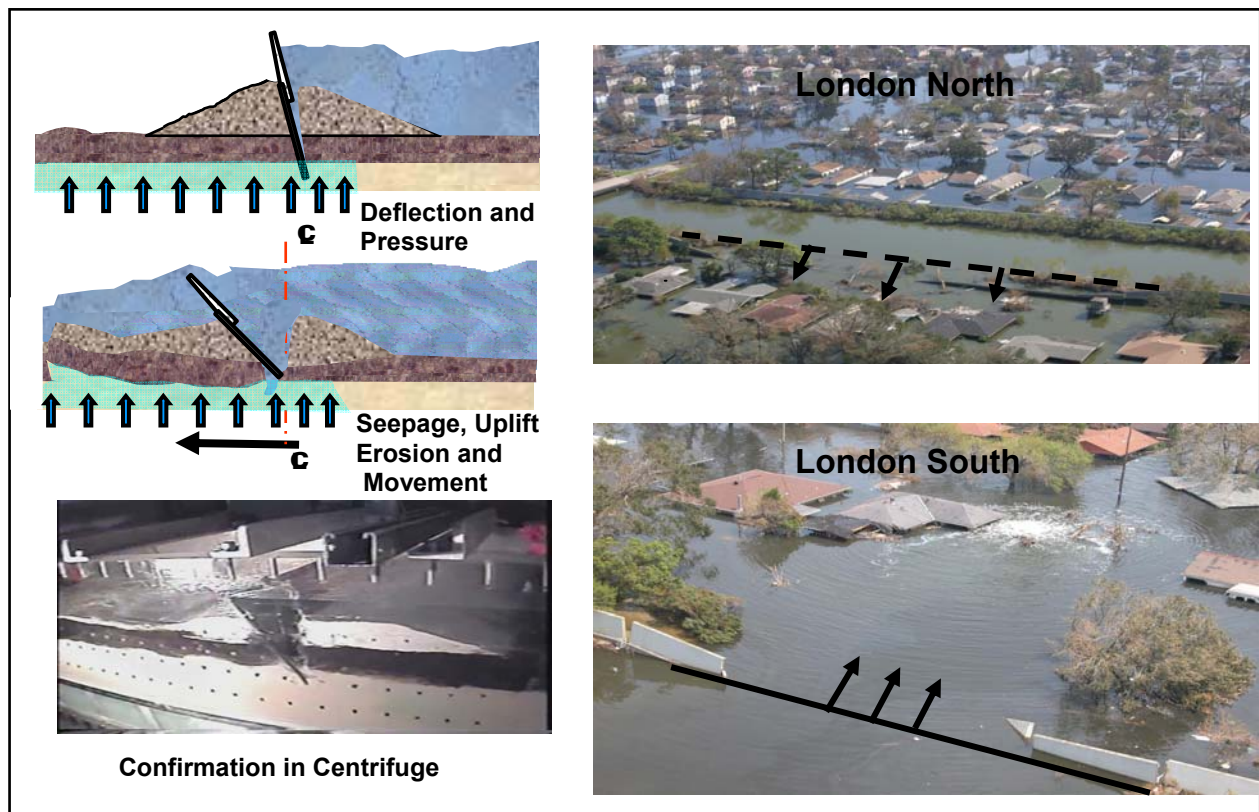 Deflection and
Pressure
℄
Seepage, Uplift
Erosion and
Movement
℄
Confirmation in Centrifuge
London North
London South